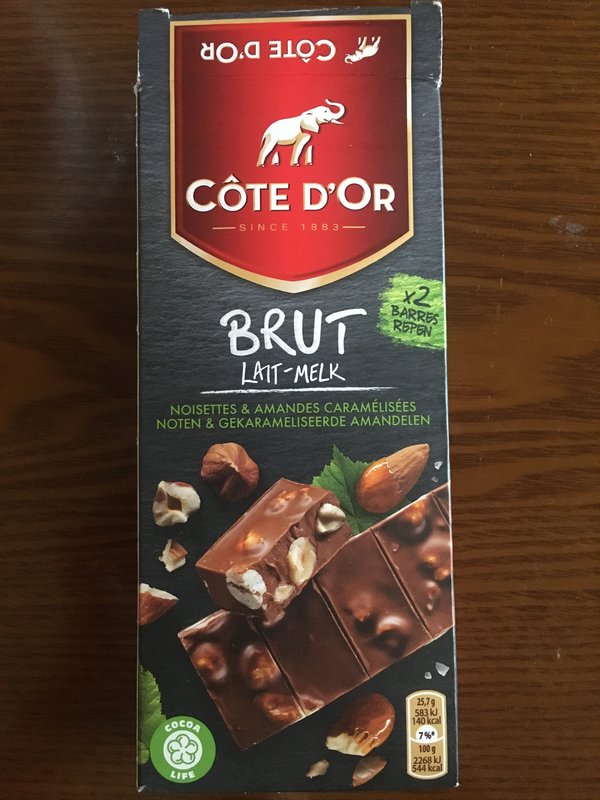 CÔTE D'OR
CÔTE D'OR
SINCE 1883
BRUT
LAIT-MELK
x2
BARRES
REPEN
NOISETTES & AMANDES CARAMÉLISÉES
NOTEN & GEKARAMELISEERDE AMANDELEN
COCOA
LIFE
25,7 g
583 kJ
140 kcal
7%*
100 g
2268 kJ
544 kcal